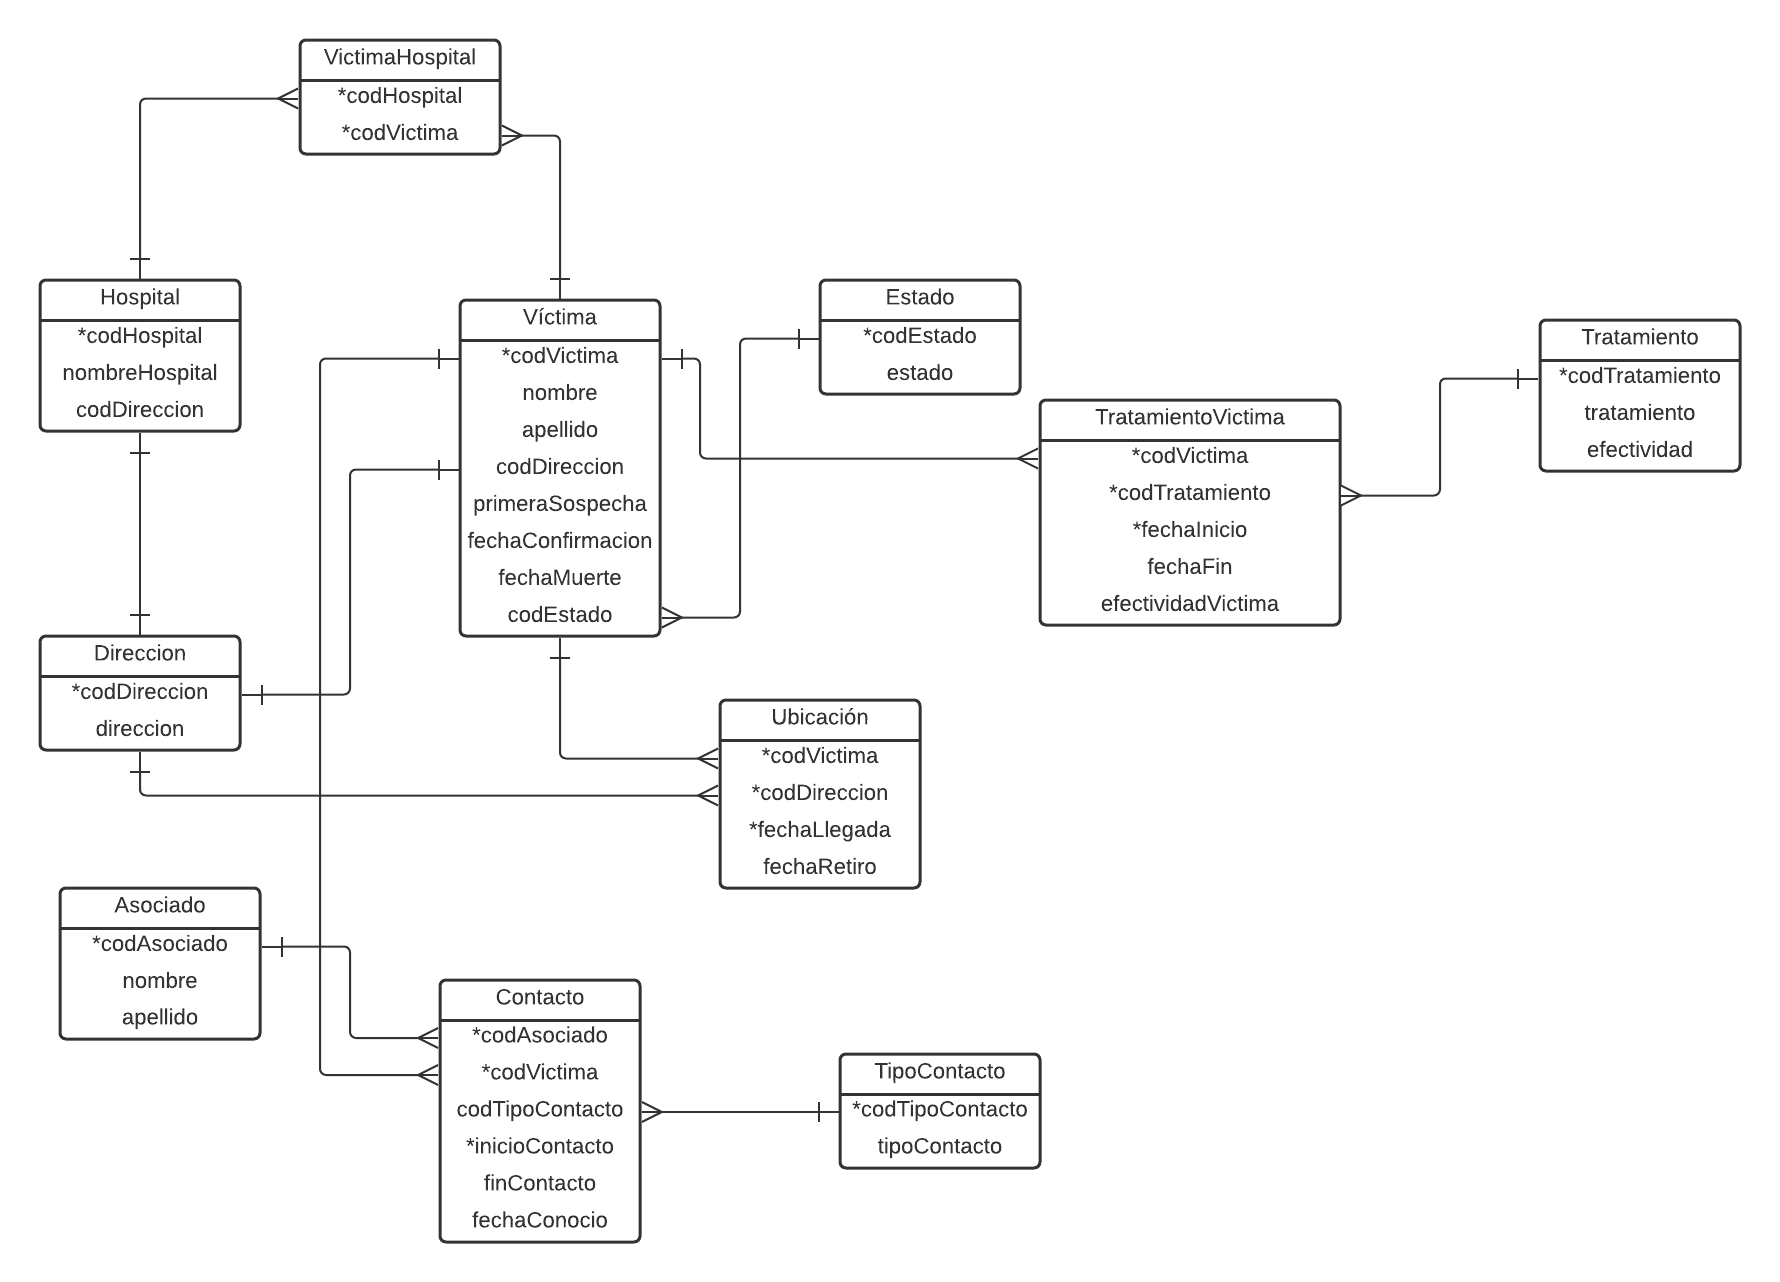 VictimaHospital
*codHospital
*codVictima
Hospital
*codHospital
nombreHospital
codDireccion
Víctima
*codVictima
nombre
apellido
codDireccion
primeraSospecha
fechaConfirmacion
fechaMuerte
codEstado
Estado
*codEstado
estado
Tratamiento
*codTratamiento
tratamiento
efectividad
TratamientoVictima
*codVictima
*codTratamiento
*fechaInicio
fechaFin
efectividadVictima
Direccion
*codDireccion
direccion
Ubicación
*codVictima
*codDireccion
*fechaLlegada
fechaRetiro
Asociado
*codAsociado
nombre
apellido
Contacto
*codAsociado
*codVictima
codTipoContacto
*inicioContacto
finContacto
fechaConocio
TipoContacto
*codTipoContacto
tipoContacto